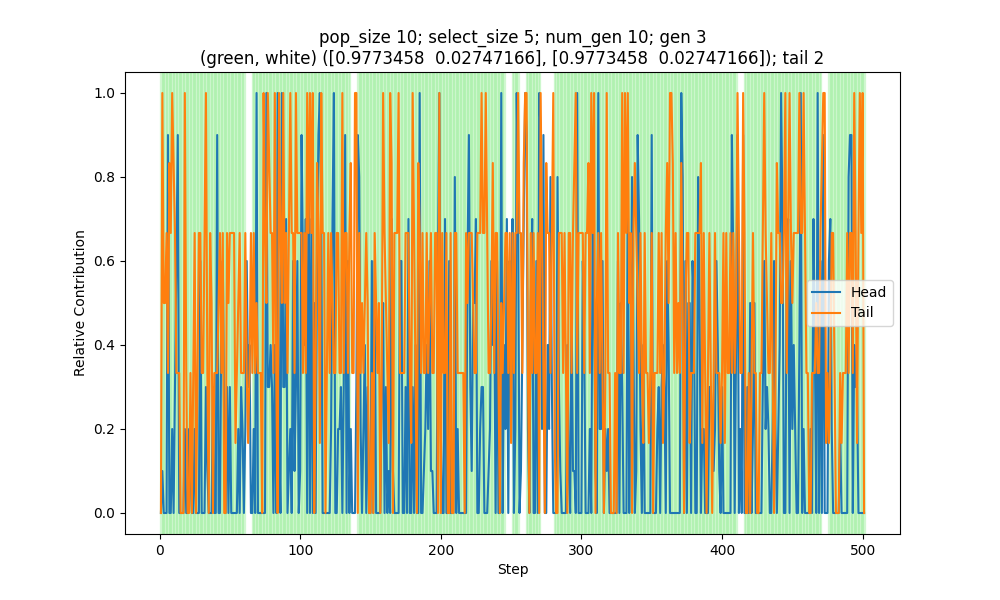 pop_size 10; select_size 5; num_gen 10; gen 3
(green, white) ([0.9773458  0.02747166], [0.9773458  0.02747166]); tail 2
Relative Contribution
1.0
0.8
0.6
0.4
0.2
0.0
Head
Tail
0
100
200
300
400
500
Step